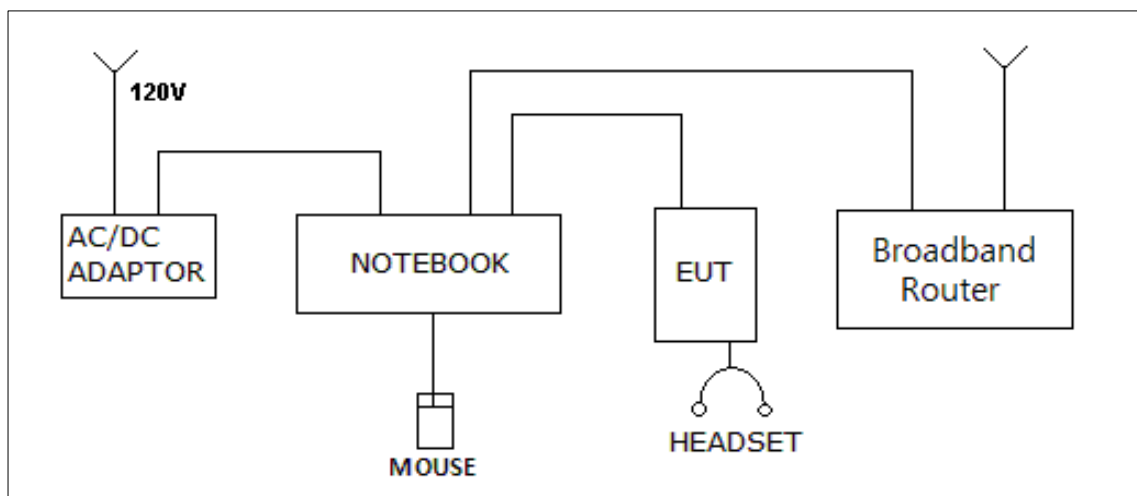 120V
AC/DC
ADAPTOR
NOTEBOOK
EUT
Broadband
Router
MOUSE
HEADSET